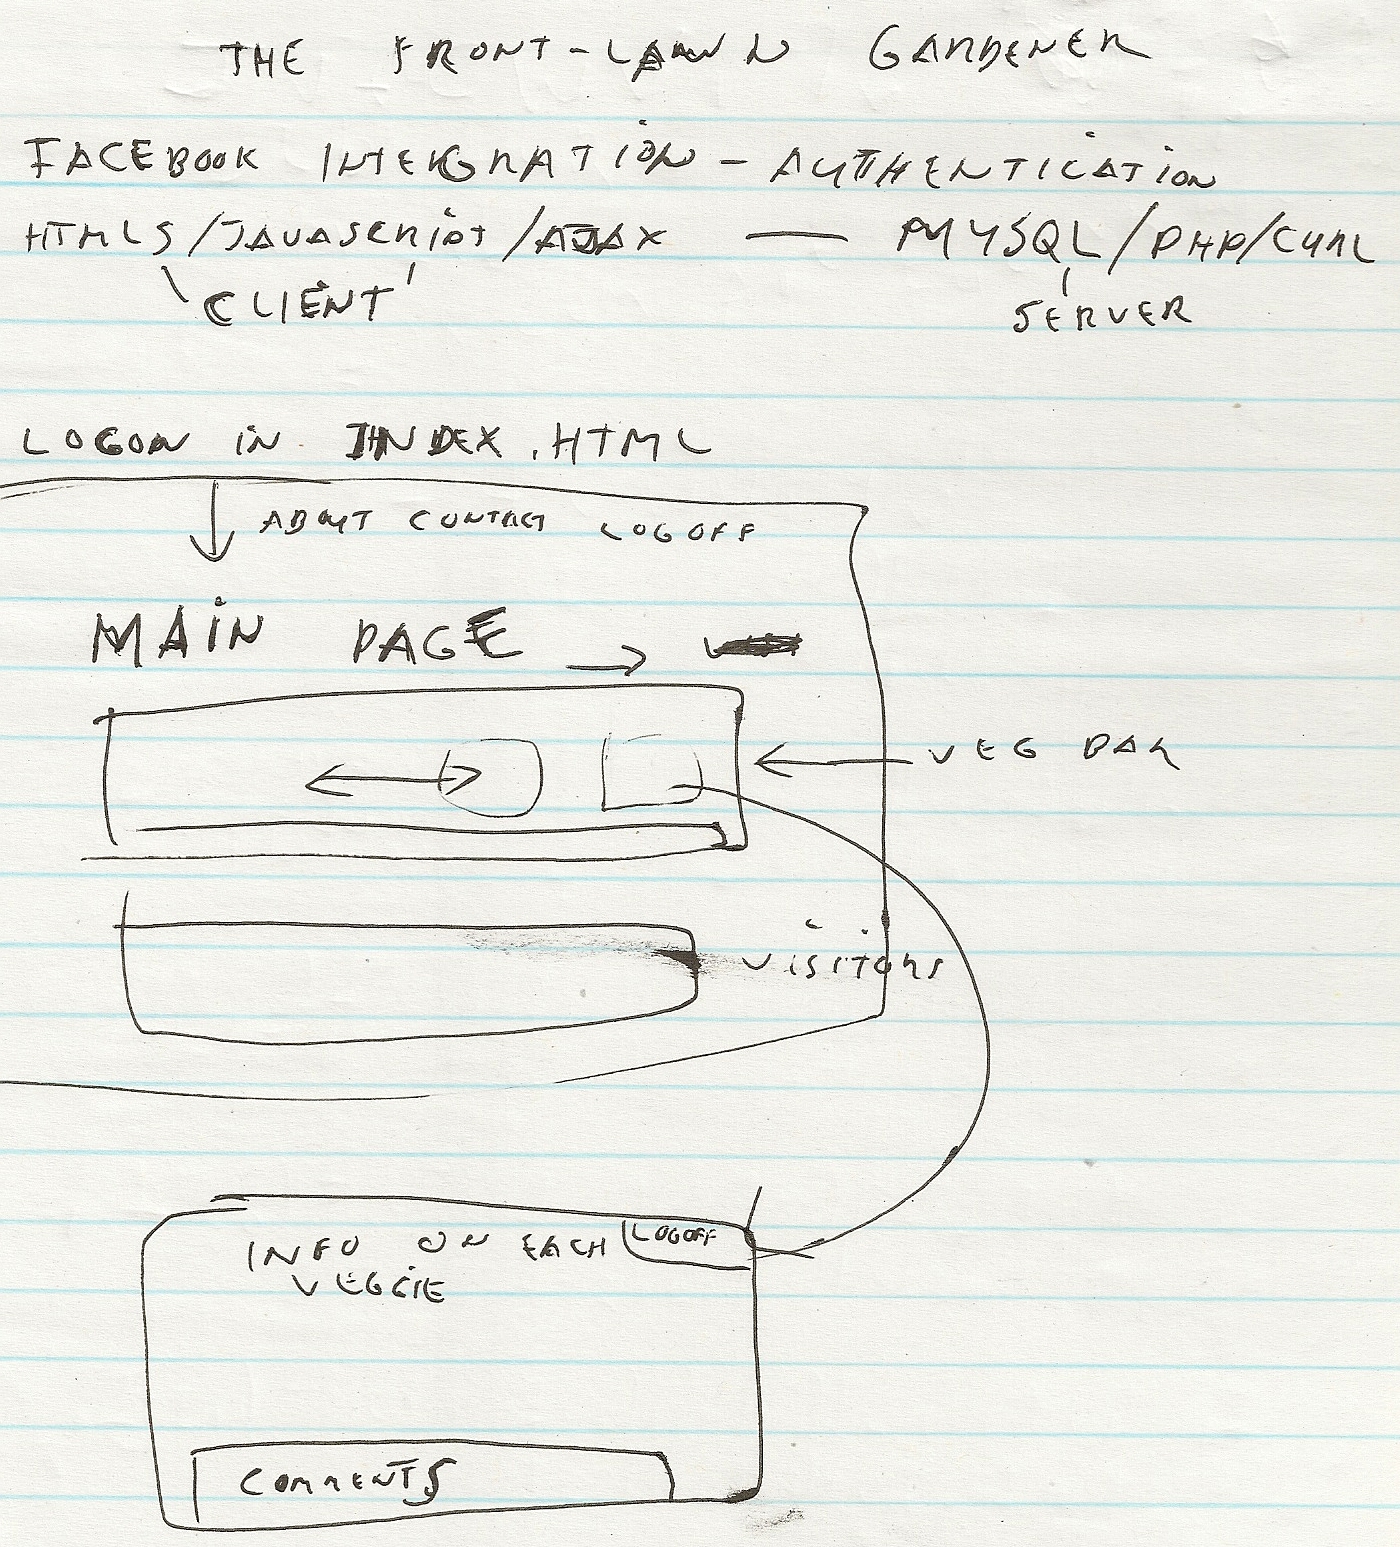 THE FRONT-LAWN GARDENER
FACEBOOK INTERGRATION - AUTHENTICATION
HTML5/JAVASCRIPT/AJAX — MYSQL/PHP/CURL
CLIENT
SERVER
LOGON IN INDEX.HTML
ABOUT CONTACT LOGOFF
MAIN PAGE →
← VEG BAR
VISITORS
INFO ON EACH
LOGOFF
VEGGIE
COMMENTS